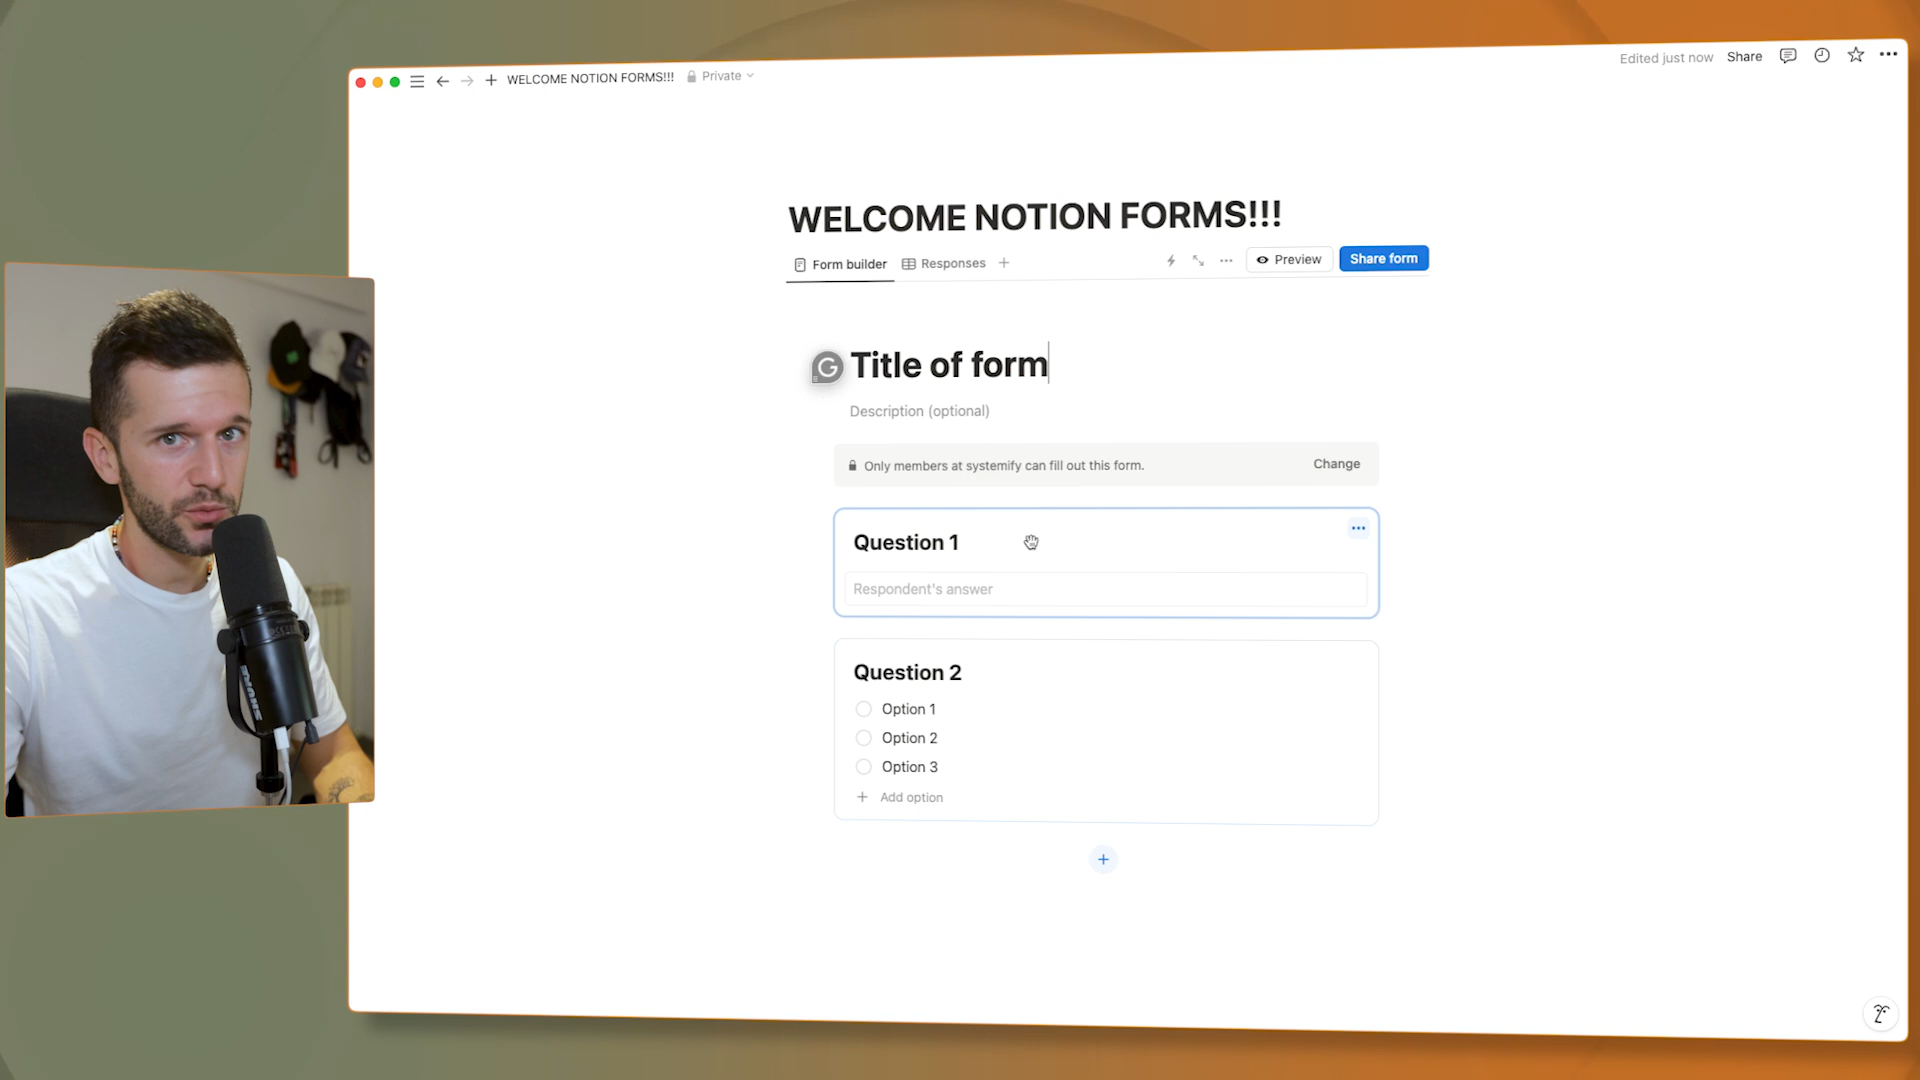 WELCOME NOTION FORMS!!! Private
Edited just now Share
WELCOME NOTION FORMS!!!
Form builder Responses
Preview Share form
Title of form
Description (optional)
Only members at systemify can fill out this form. Change
Question 1
Respondent's answer
Question 2
Option 1
Option 2
Option 3
Add option
SHURE